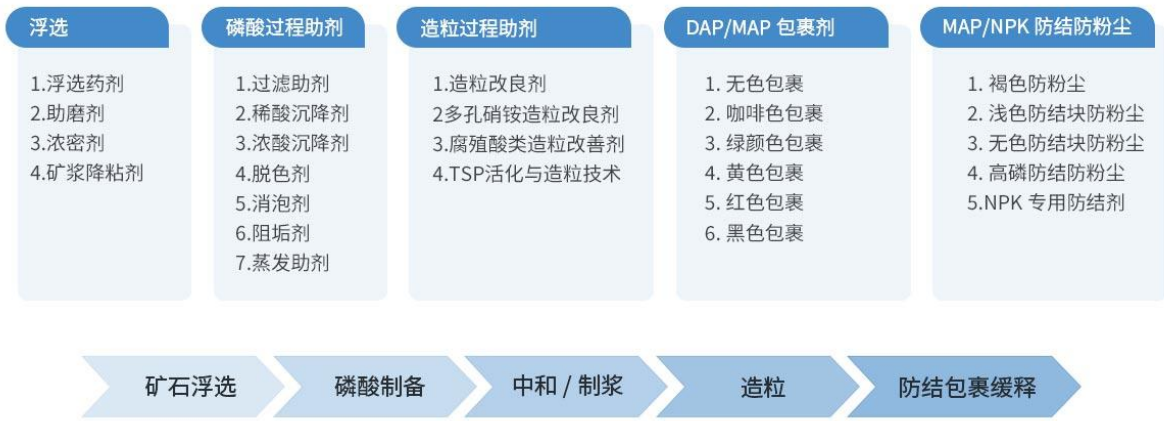 浮选
1.浮选药剂
2.助磨剂
3.浓密剂
4.矿浆降粘剂
磷酸过程助剂
1.过滤助剂
2.稀酸沉降剂
3.浓酸沉降剂
4.脱色剂
5.消泡剂
6.阻垢剂
7.蒸发助剂
造粒过程助剂
1.造粒改良剂
2多孔硝铵造粒改良剂
3.腐殖酸类造粒改善剂
4.TSP活化与造粒技术
DAP/MAP 包裹剂
1. 无色包裹
2. 咖啡色包裹
3. 绿颜色包裹
4. 黄色包裹
5. 红色包裹
6. 黑色包裹
MAP/NPK 防结防粉尘
1. 褐色防粉尘
2. 浅色防结块防粉尘
3. 无色防结块防粉尘
4. 高磷防结防粉尘
5.NPK 专用防结剂
矿石浮选
磷酸制备
中和 / 制浆
造粒
防结包裹缓释